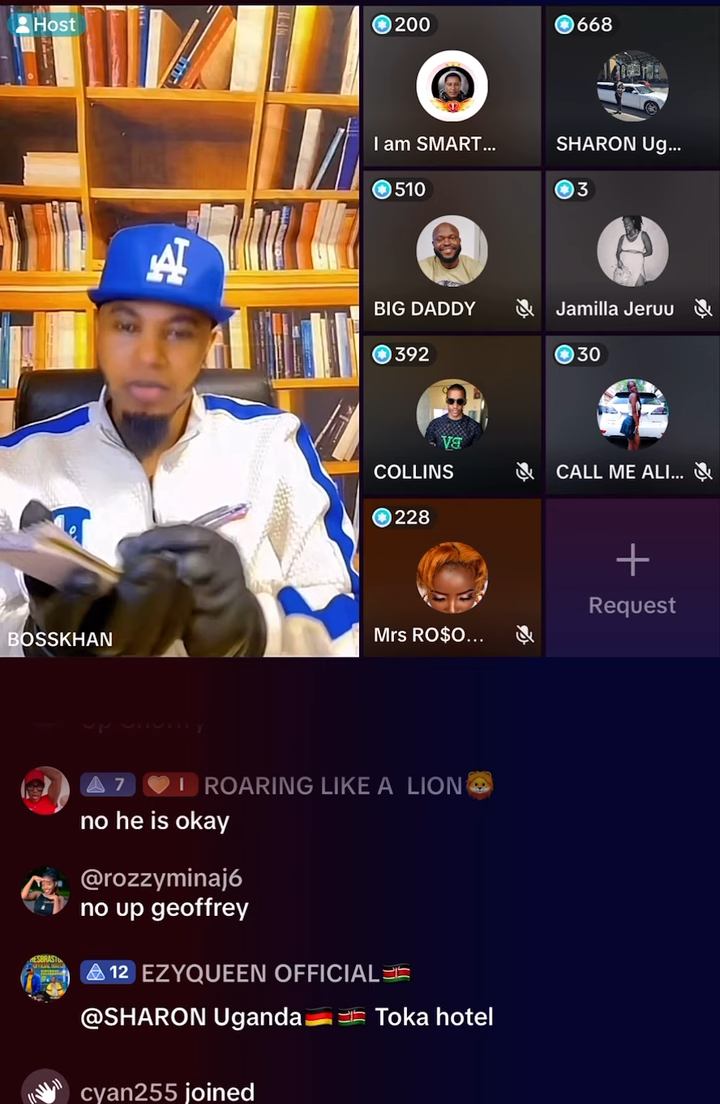 Host
200
668
I am SMART...
SHARON Ug...
510
3
BIG DADDY
Jamilla Jeruu
392
30
COLLINS
CALL ME ALI...
228
Mrs RO$O...
Request
BOSSKHAN
LA
7 I ROARING LIKE A LION🦁
no he is okay
@rozzyminaj6
no up geoffrey
12 EZYQUEEN OFFICIAL🇰🇪
@SHARON Uganda🇩🇪🇰🇪 Toka hotel
cyan255 joined